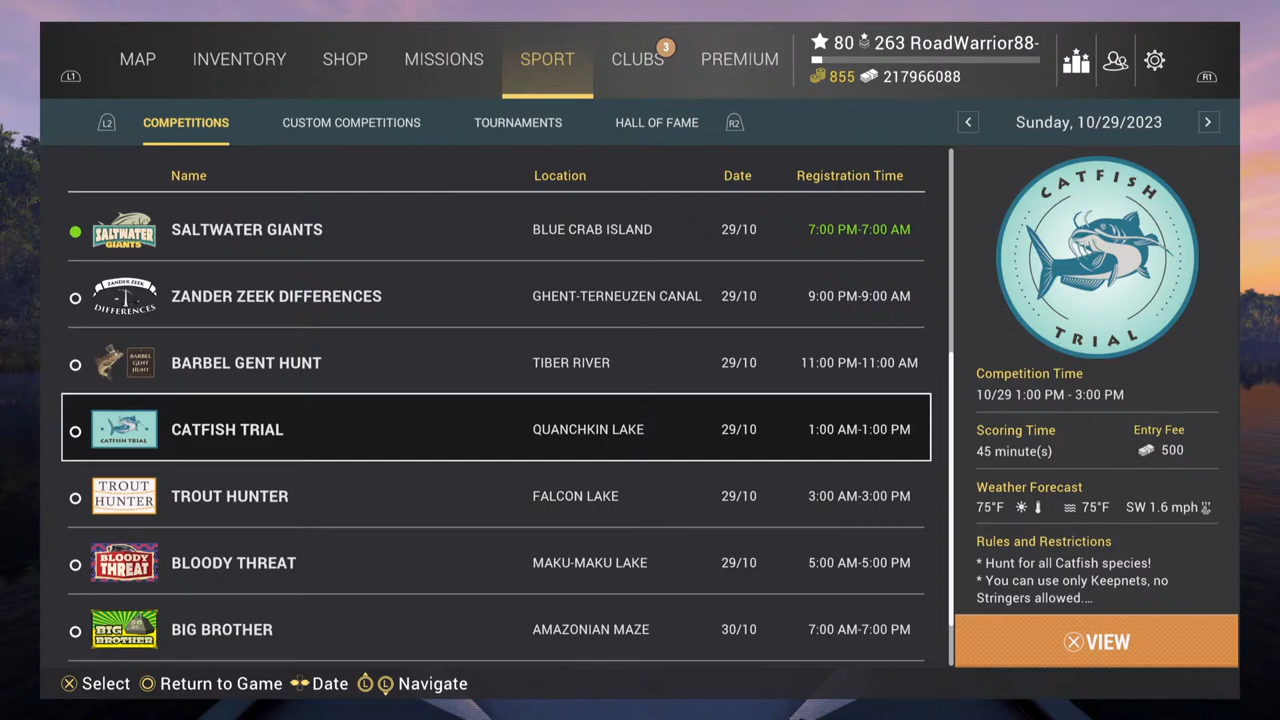 L1 MAP INVENTORY SHOP MISSIONS SPORT CLUBS 3 PREMIUM 80 263 RoadWarrior88- R1
855 217966088
L2 COMPETITIONS CUSTOM COMPETITIONS TOURNAMENTS HALL OF FAME R2 < Sunday, 10/29/2023 >
Name Location Date Registration Time
SALTWATER GIANTS SALTWATER GIANTS BLUE CRAB ISLAND 29/10 7:00 PM-7:00 AM
ZANDER ZEEK DIFFERENCES ZANDER ZEEK DIFFERENCES GHENT-TERNEUZEN CANAL 29/10 9:00 PM-9:00 AM
BARBEL GENT HUNT BARBEL GENT HUNT TIBER RIVER 29/10 11:00 PM-11:00 AM
CATFISH TRIAL CATFISH TRIAL QUANCHKIN LAKE 29/10 1:00 AM-1:00 PM
TROUT HUNTER TROUT HUNTER FALCON LAKE 29/10 3:00 AM-3:00 PM
BLOODY THREAT BLOODY THREAT MAKU-MAKU LAKE 29/10 5:00 AM-5:00 PM
BIG BROTHER BIG BROTHER AMAZONIAN MAZE 30/10 7:00 AM-7:00 PM
CATFISH
TRIAL
Competition Time
10/29 1:00 PM - 3:00 PM
Scoring Time Entry Fee
45 minute(s) 500
Weather Forecast
75°F 75°F SW 1.6 mph
Rules and Restrictions
* Hunt for all Catfish species!
* You can use only Keepnets, no
Stringers allowed....
VIEW
Select Return to Game Date L L Navigate